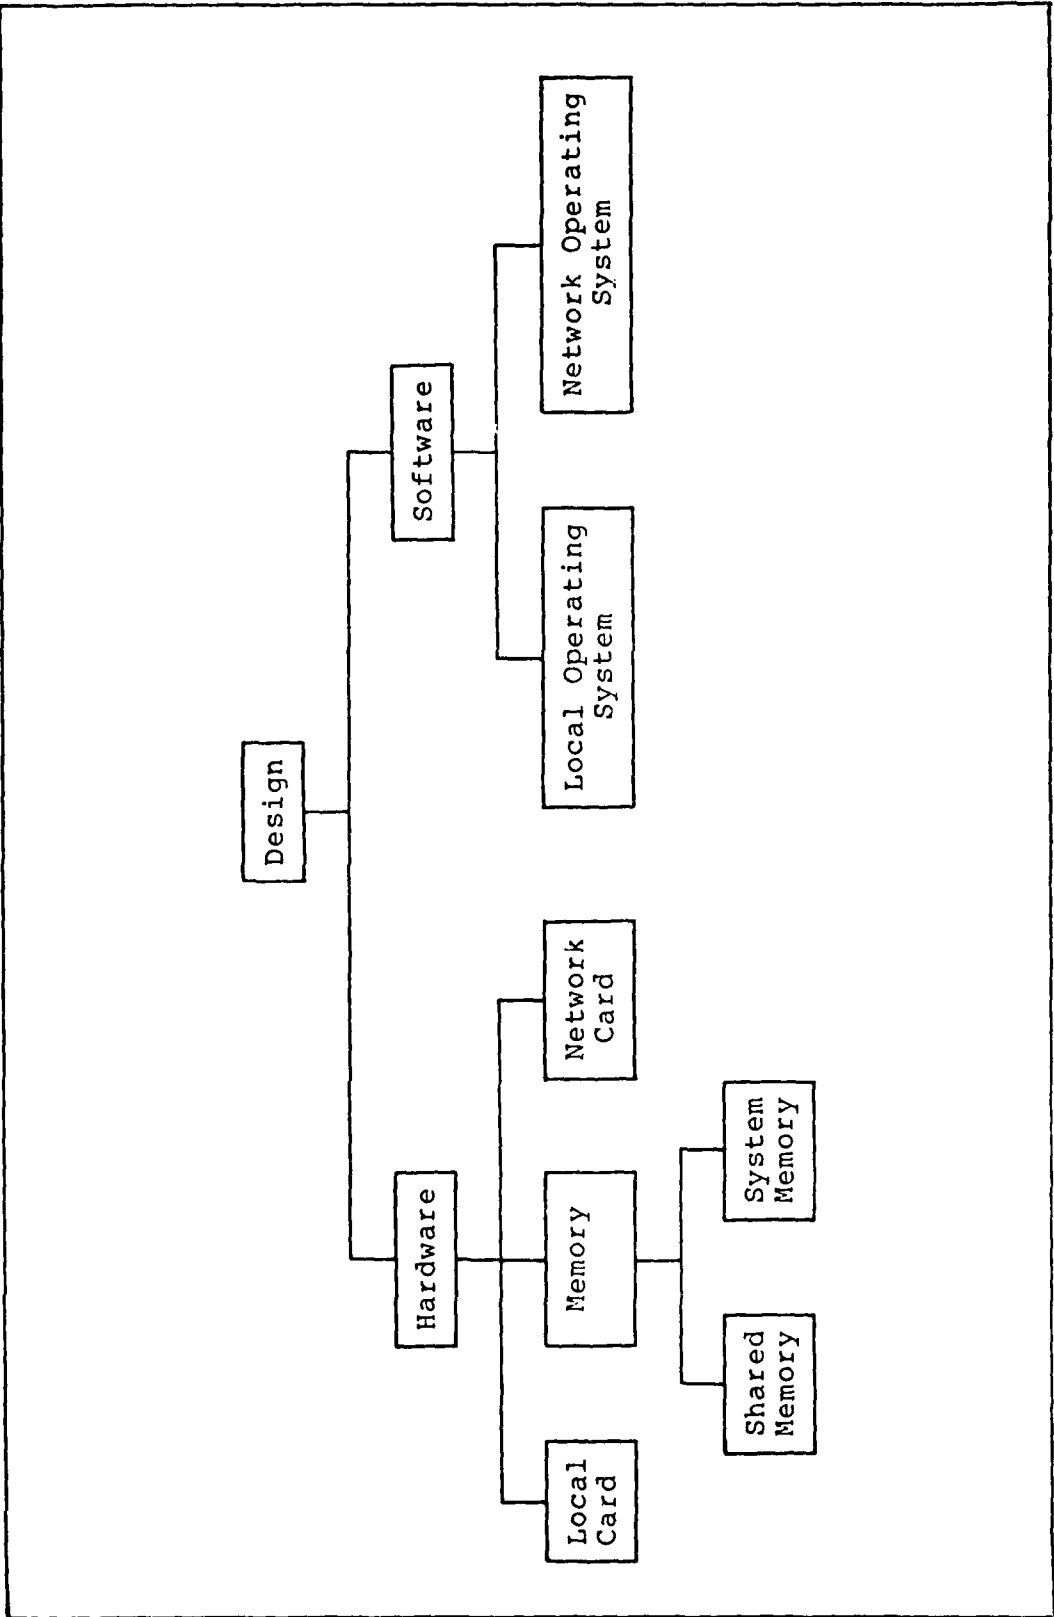 Design
Hardware
Software
Local
Card
Memory
Network
Card
Local Operating
System
Network Operating
System
Shared
Memory
System
Memory